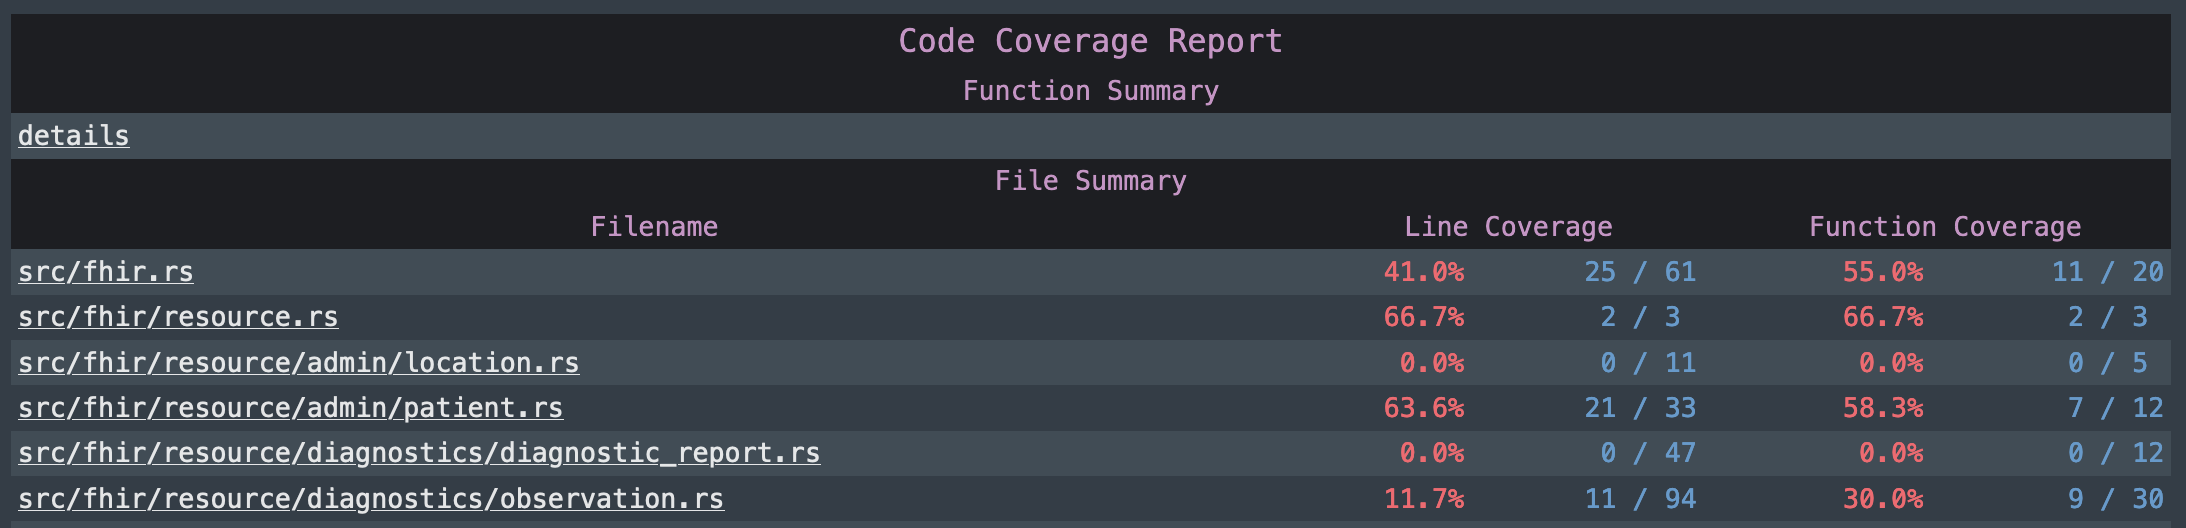 Code Coverage Report
Function Summary
details
File Summary
Filename Line Coverage Function Coverage
src/fhir.rs 41.0% 25 / 61 55.0% 11 / 20
src/fhir/resource.rs 66.7% 2 / 3 66.7% 2 / 3
src/fhir/resource/admin/location.rs 0.0% 0 / 11 0.0% 0 / 5
src/fhir/resource/admin/patient.rs 63.6% 21 / 33 58.3% 7 / 12
src/fhir/resource/diagnostics/diagnostic_report.rs 0.0% 0 / 47 0.0% 0 / 12
src/fhir/resource/diagnostics/observation.rs 11.7% 11 / 94 30.0% 9 / 30